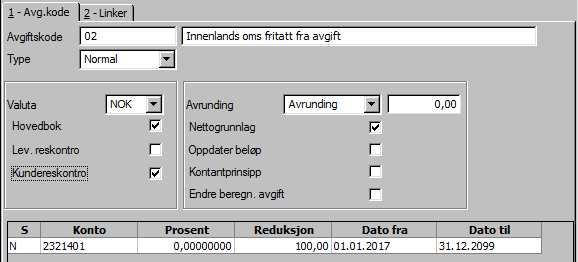 1 - Avg.kode 2 - Linker
Avgiftskode 02 Innenlands oms fritatt fra avgift
Type Normal
Valuta NOK Avrunding Avrunding 0,00
Hovedbok Nettogrunnlag
Lev. reskontro Oppdater beløp
Kundereskontro Kontantprinsipp
Endre beregn. avgift
S Konto Prosent Reduksjon Dato fra Dato til
N 2321401 0,00000000 100,00 01.01.2017 31.12.2099